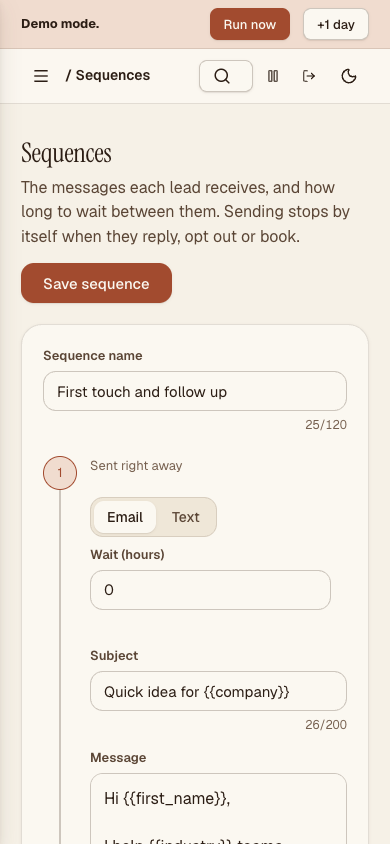 Demo mode.
Run now
+1 day
/ Sequences
Sequences
The messages each lead receives, and how
long to wait between them. Sending stops by
itself when they reply, opt out or book.
Save sequence
Sequence name
First touch and follow up
25/120
1
Sent right away
Email
Text
Wait (hours)
0
Subject
Quick idea for {{company}}
26/200
Message
Hi {{first_name}},
I help {{industry}} teams